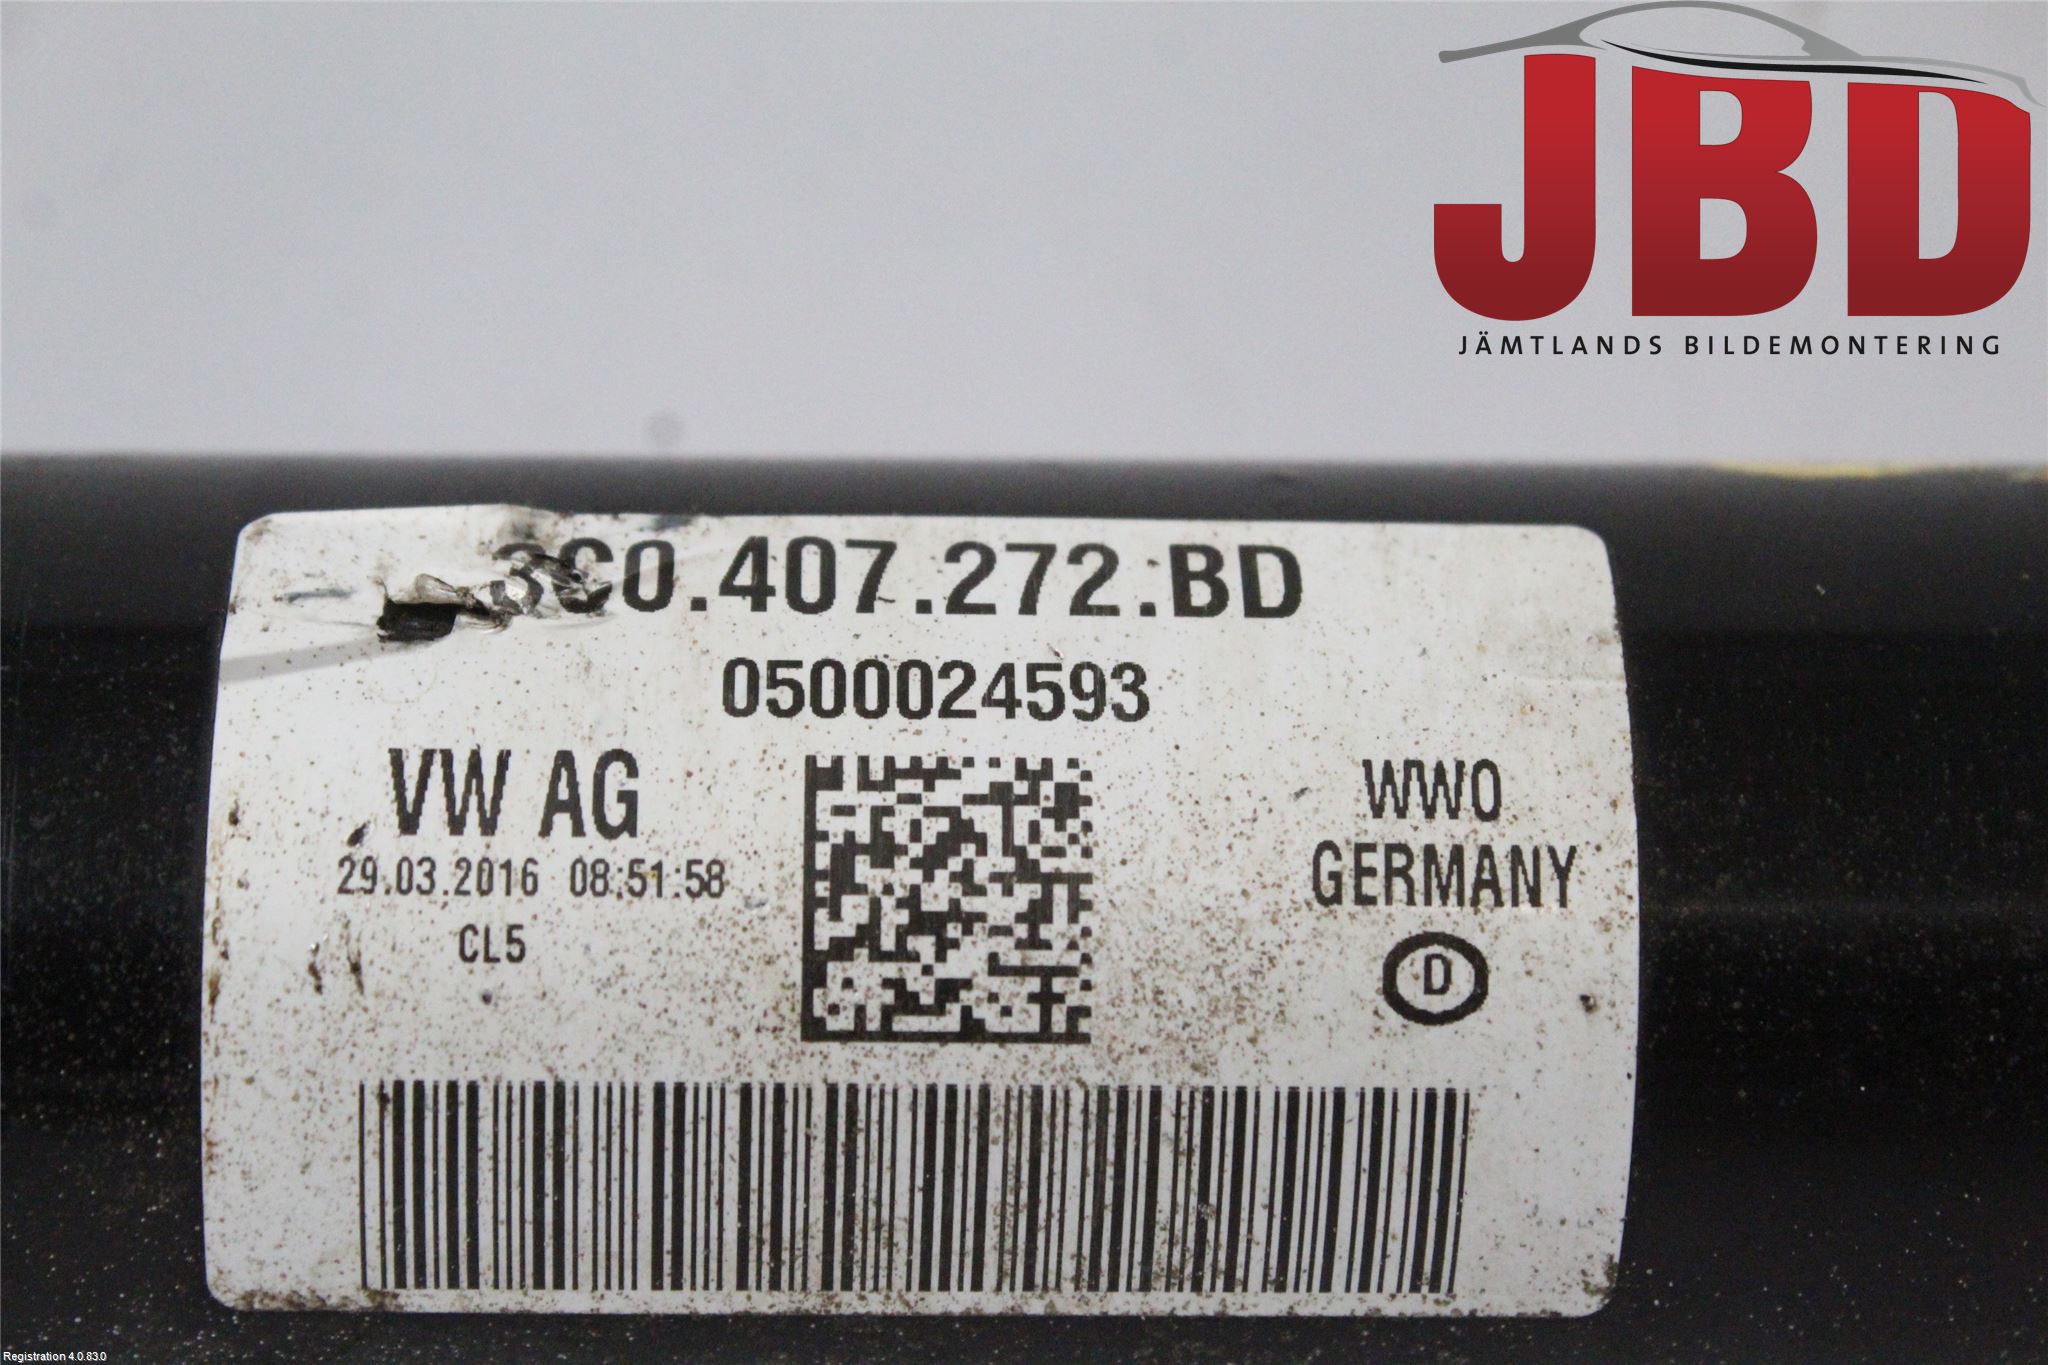 JBD
JÄMTLANDS BILDEMONTERING
3G0.407.272.BD
0500024593
VW AG
29.03.2016 08:51:58
CL5
WWO
GERMANY
D
Registration 4.0.83.0